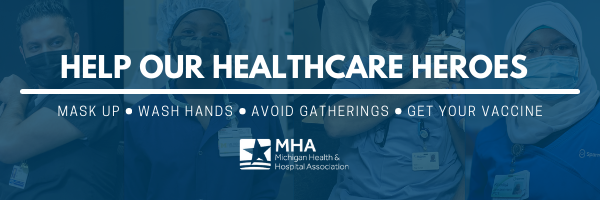 HELP OUR HEALTHCARE HEROES
MASK UP • WASH HANDS • AVOID GATHERINGS • GET YOUR VACCINE
MHA
Michigan Health &
Hospital Association